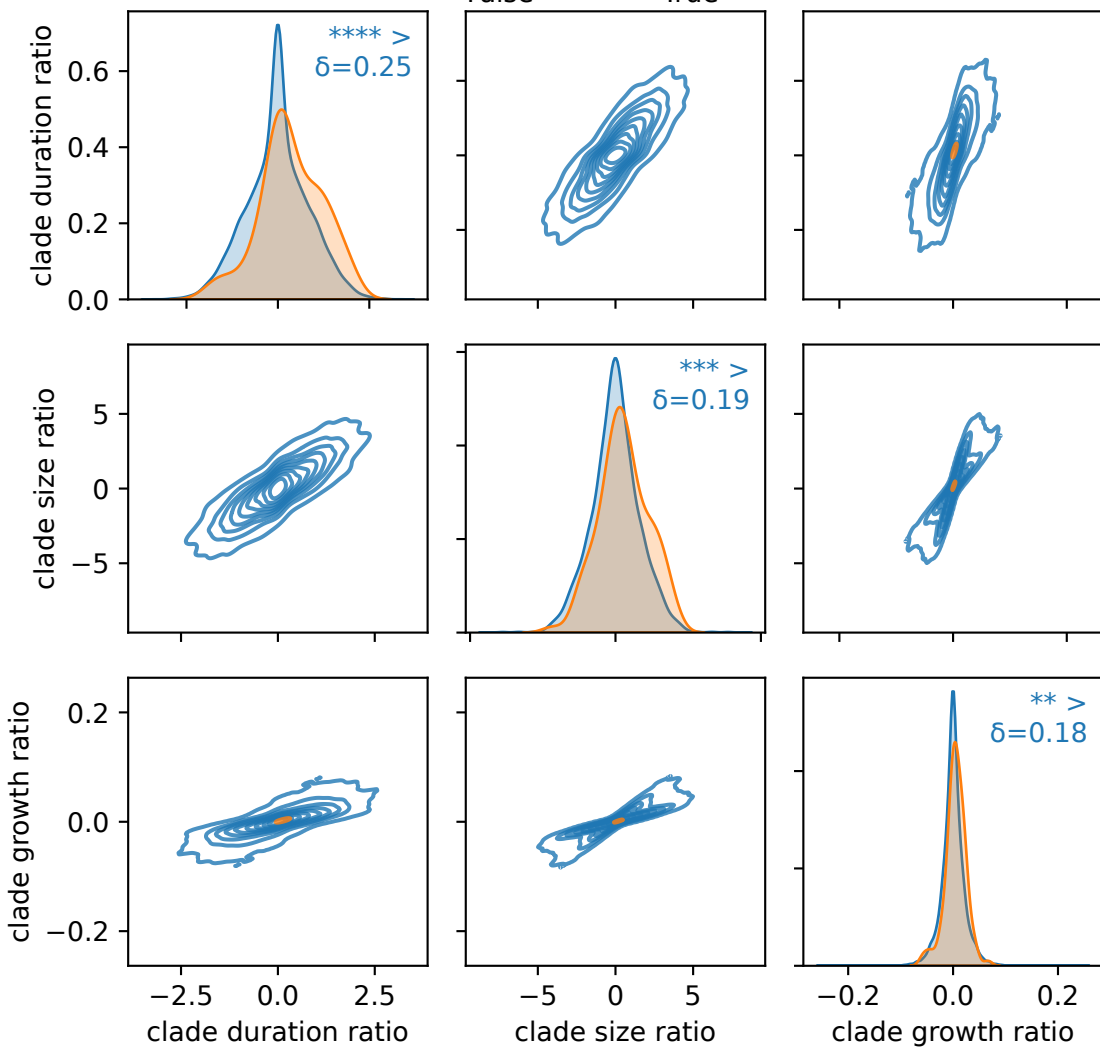 clade duration ratio
0.6
0.4
0.2
0.0
**** >
δ=0.25
clade size ratio
5
0
−5
*** >
δ=0.19
clade growth ratio
0.2
0.0
−0.2
** >
δ=0.18
−2.5 0.0 2.5
−5 0 5
−0.2 0.0 0.2
clade duration ratio
clade size ratio
clade growth ratio